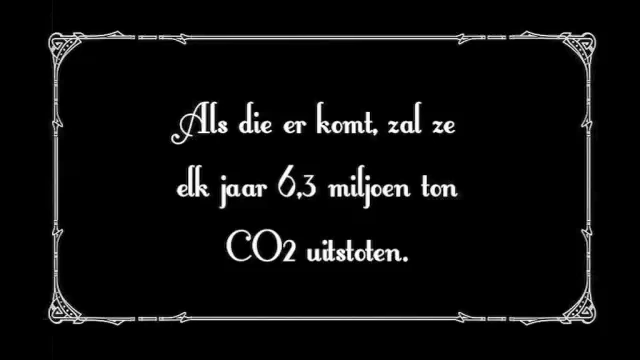 Als die er komt, zal ze
elk jaar 6,3 miljoen ton
CO2 uitstoten.